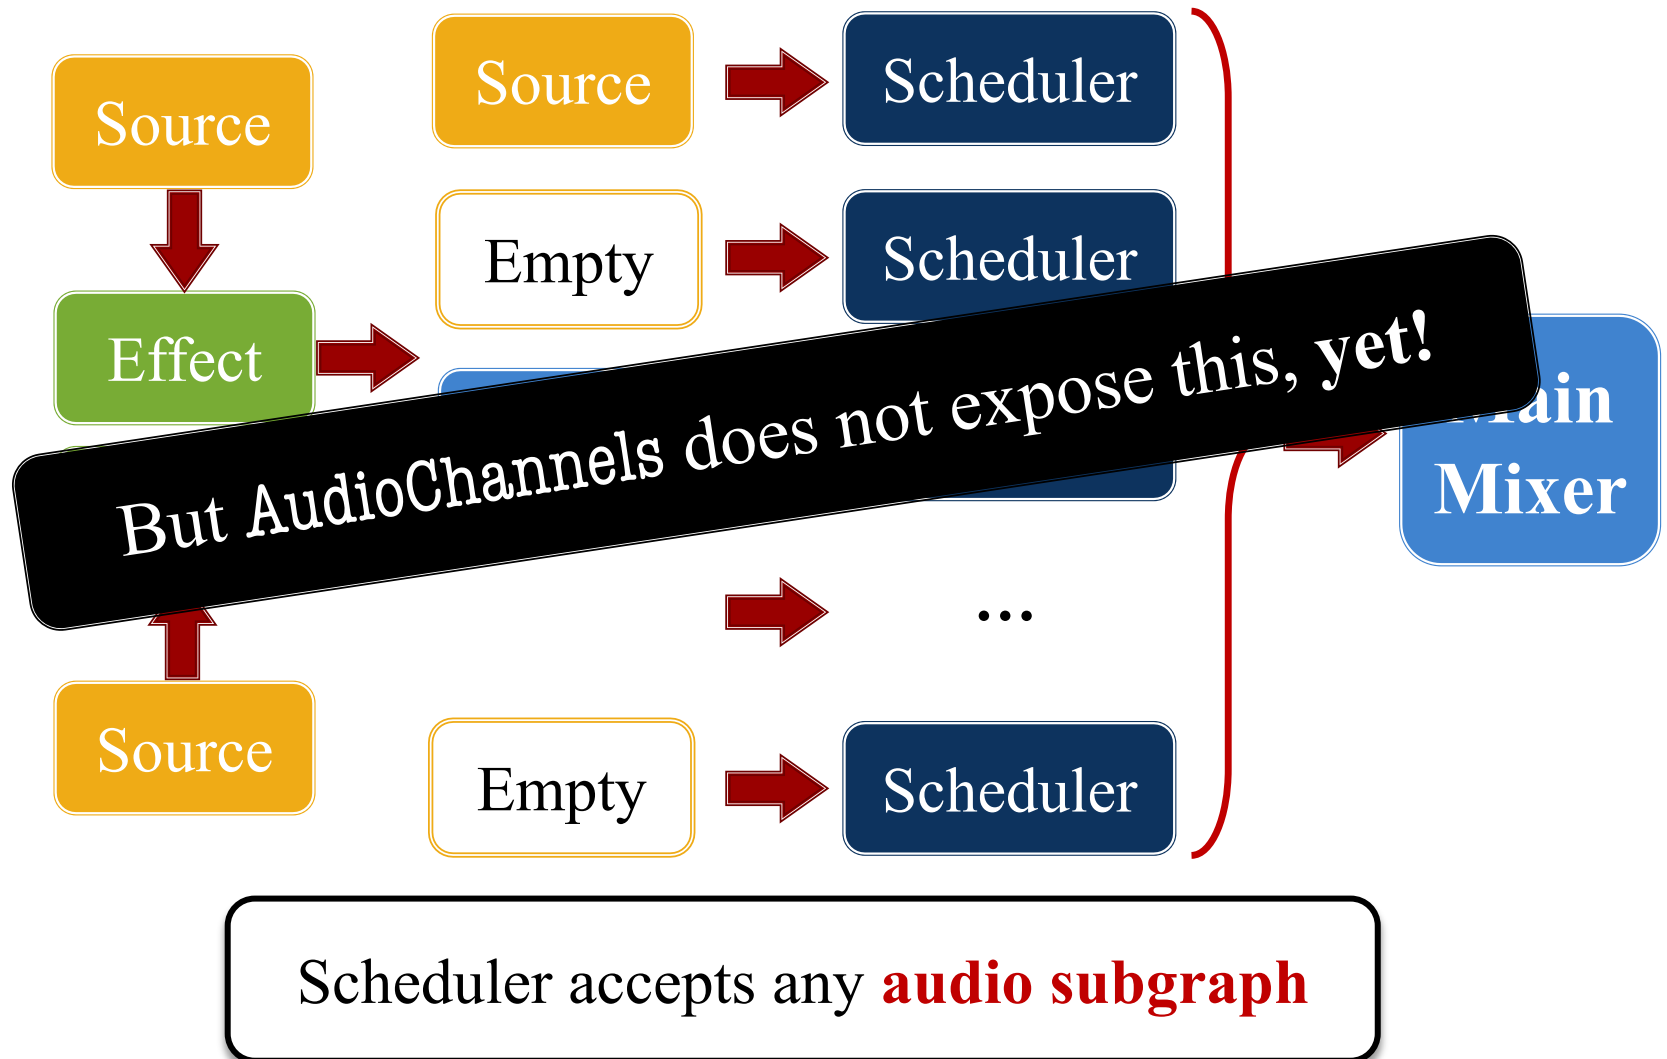 Source
Source
Scheduler
Empty
Scheduler
Effect
But AudioChannels does not expose this, yet!
ain
Mixer
...
Source
Empty
Scheduler
Scheduler accepts any audio subgraph